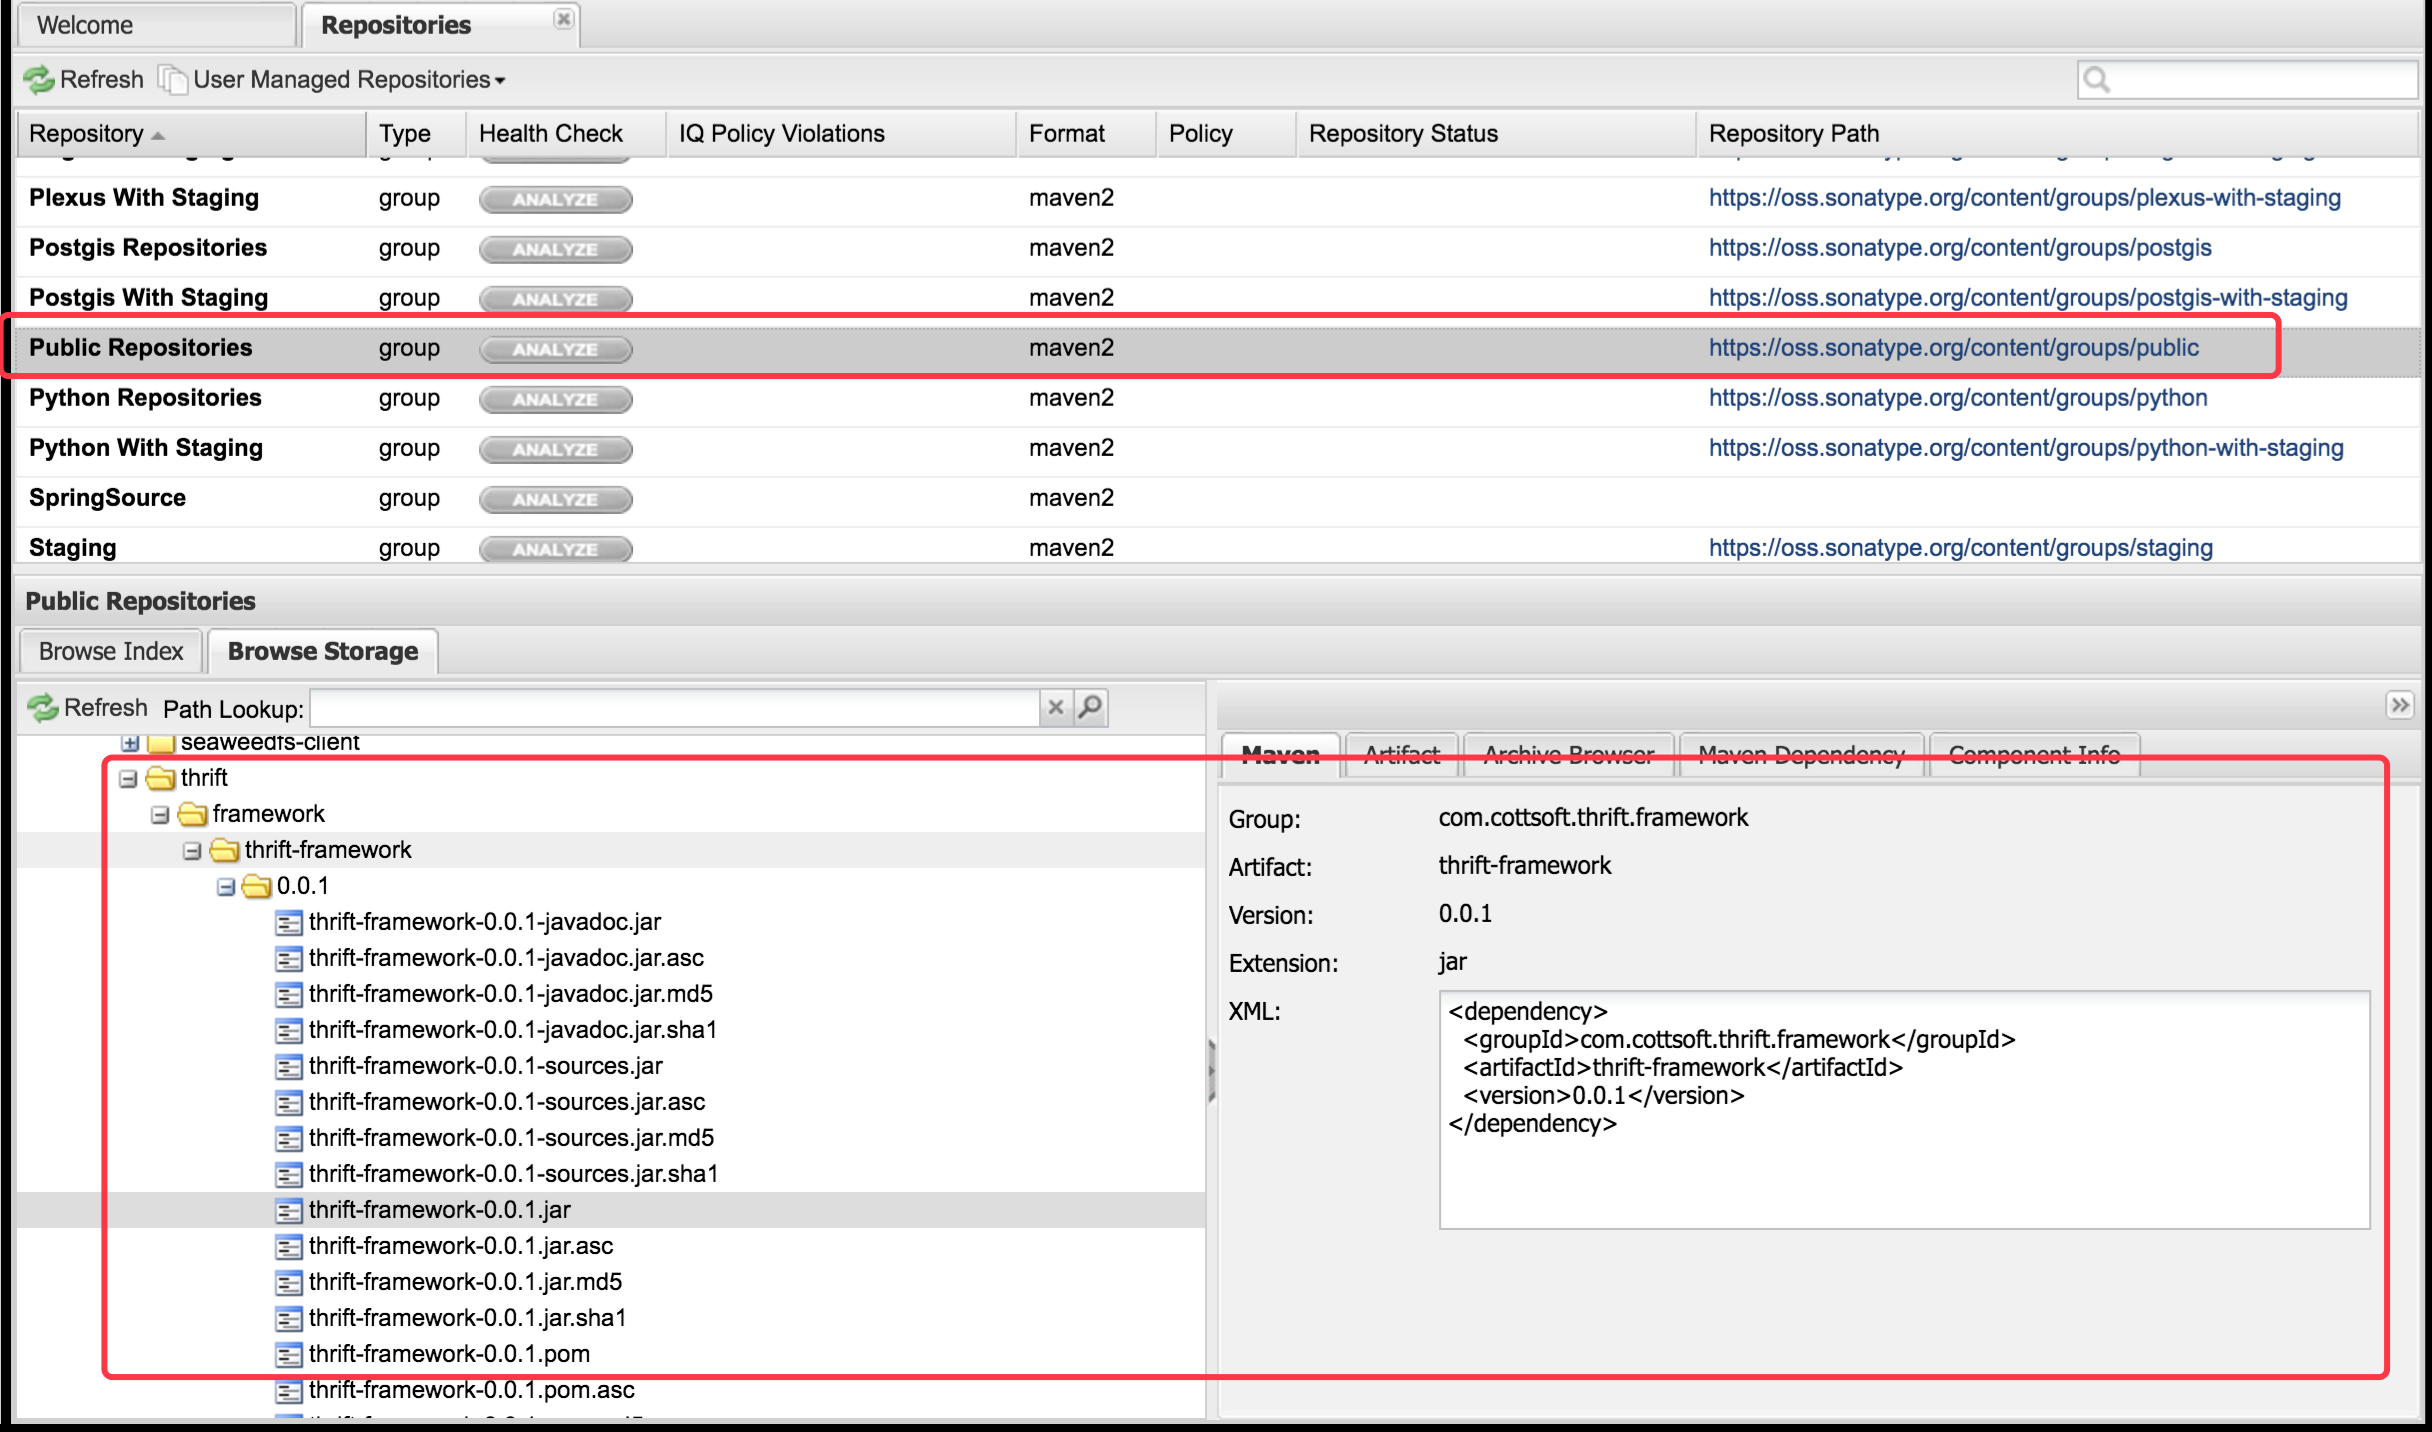 Welcome Repositories
Refresh User Managed Repositories
Repository Type Health Check IQ Policy Violations Format Policy Repository Status Repository Path
Plexus With Staging group ANALYZE maven2 https://oss.sonatype.org/content/groups/plexus-with-staging
Postgis Repositories group ANALYZE maven2 https://oss.sonatype.org/content/groups/postgis
Postgis With Staging group ANALYZE maven2 https://oss.sonatype.org/content/groups/postgis-with-staging
Public Repositories group ANALYZE maven2 https://oss.sonatype.org/content/groups/public
Python Repositories group ANALYZE maven2 https://oss.sonatype.org/content/groups/python
Python With Staging group ANALYZE maven2 https://oss.sonatype.org/content/groups/python-with-staging
SpringSource group ANALYZE maven2
Staging group ANALYZE maven2 https://oss.sonatype.org/content/groups/staging
Public Repositories
Browse Index Browse Storage
Refresh Path Lookup:
seaweedfs-client
thrift
framework
thrift-framework
0.0.1
thrift-framework-0.0.1-javadoc.jar
thrift-framework-0.0.1-javadoc.jar.asc
thrift-framework-0.0.1-javadoc.jar.md5
thrift-framework-0.0.1-javadoc.jar.sha1
thrift-framework-0.0.1-sources.jar
thrift-framework-0.0.1-sources.jar.asc
thrift-framework-0.0.1-sources.jar.md5
thrift-framework-0.0.1-sources.jar.sha1
thrift-framework-0.0.1.jar
thrift-framework-0.0.1.jar.asc
thrift-framework-0.0.1.jar.md5
thrift-framework-0.0.1.jar.sha1
thrift-framework-0.0.1.pom
thrift-framework-0.0.1.pom.asc
Maven Artifact Archive Browser Maven Dependency Component Info
Group: com.cottsoft.thrift.framework
Artifact: thrift-framework
Version: 0.0.1
Extension: jar
XML: <dependency>
<groupId>com.cottsoft.thrift.framework</groupId>
<artifactId>thrift-framework</artifactId>
<version>0.0.1</version>
</dependency>